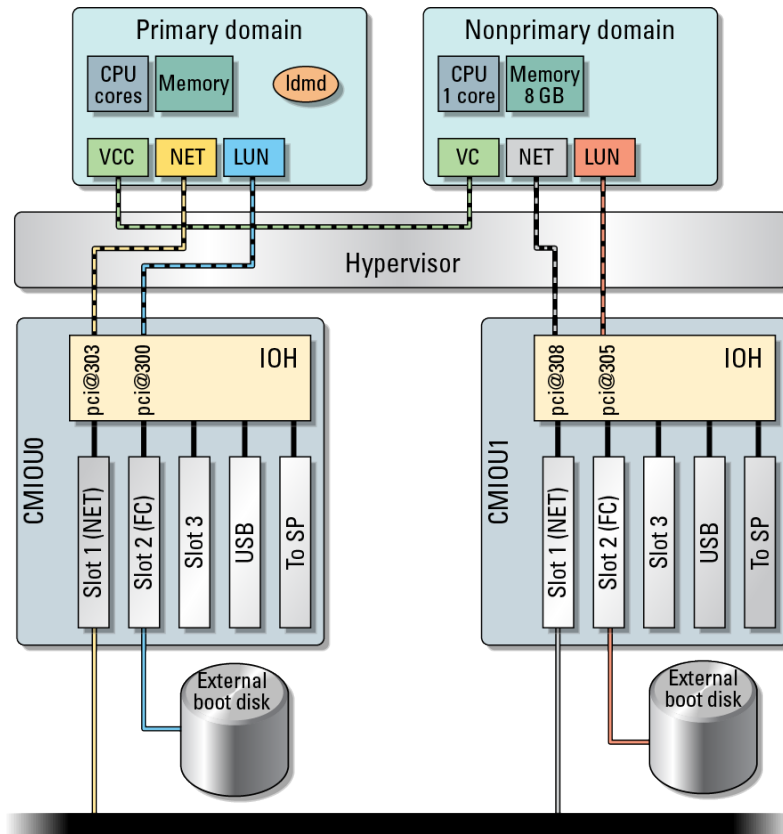 Primary domain
CPU
cores
Memory
ldmd
VCC
NET
LUN
Nonprimary domain
CPU
1 core
Memory
8 GB
VC
NET
LUN
Hypervisor
CMIOU0
pci@303
pci@300
IOH
Slot 1 (NET)
Slot 2 (FC)
Slot 3
USB
To SP
External
boot disk
CMIOU1
pci@308
pci@305
IOH
Slot 1 (NET)
Slot 2 (FC)
Slot 3
USB
To SP
External
boot disk